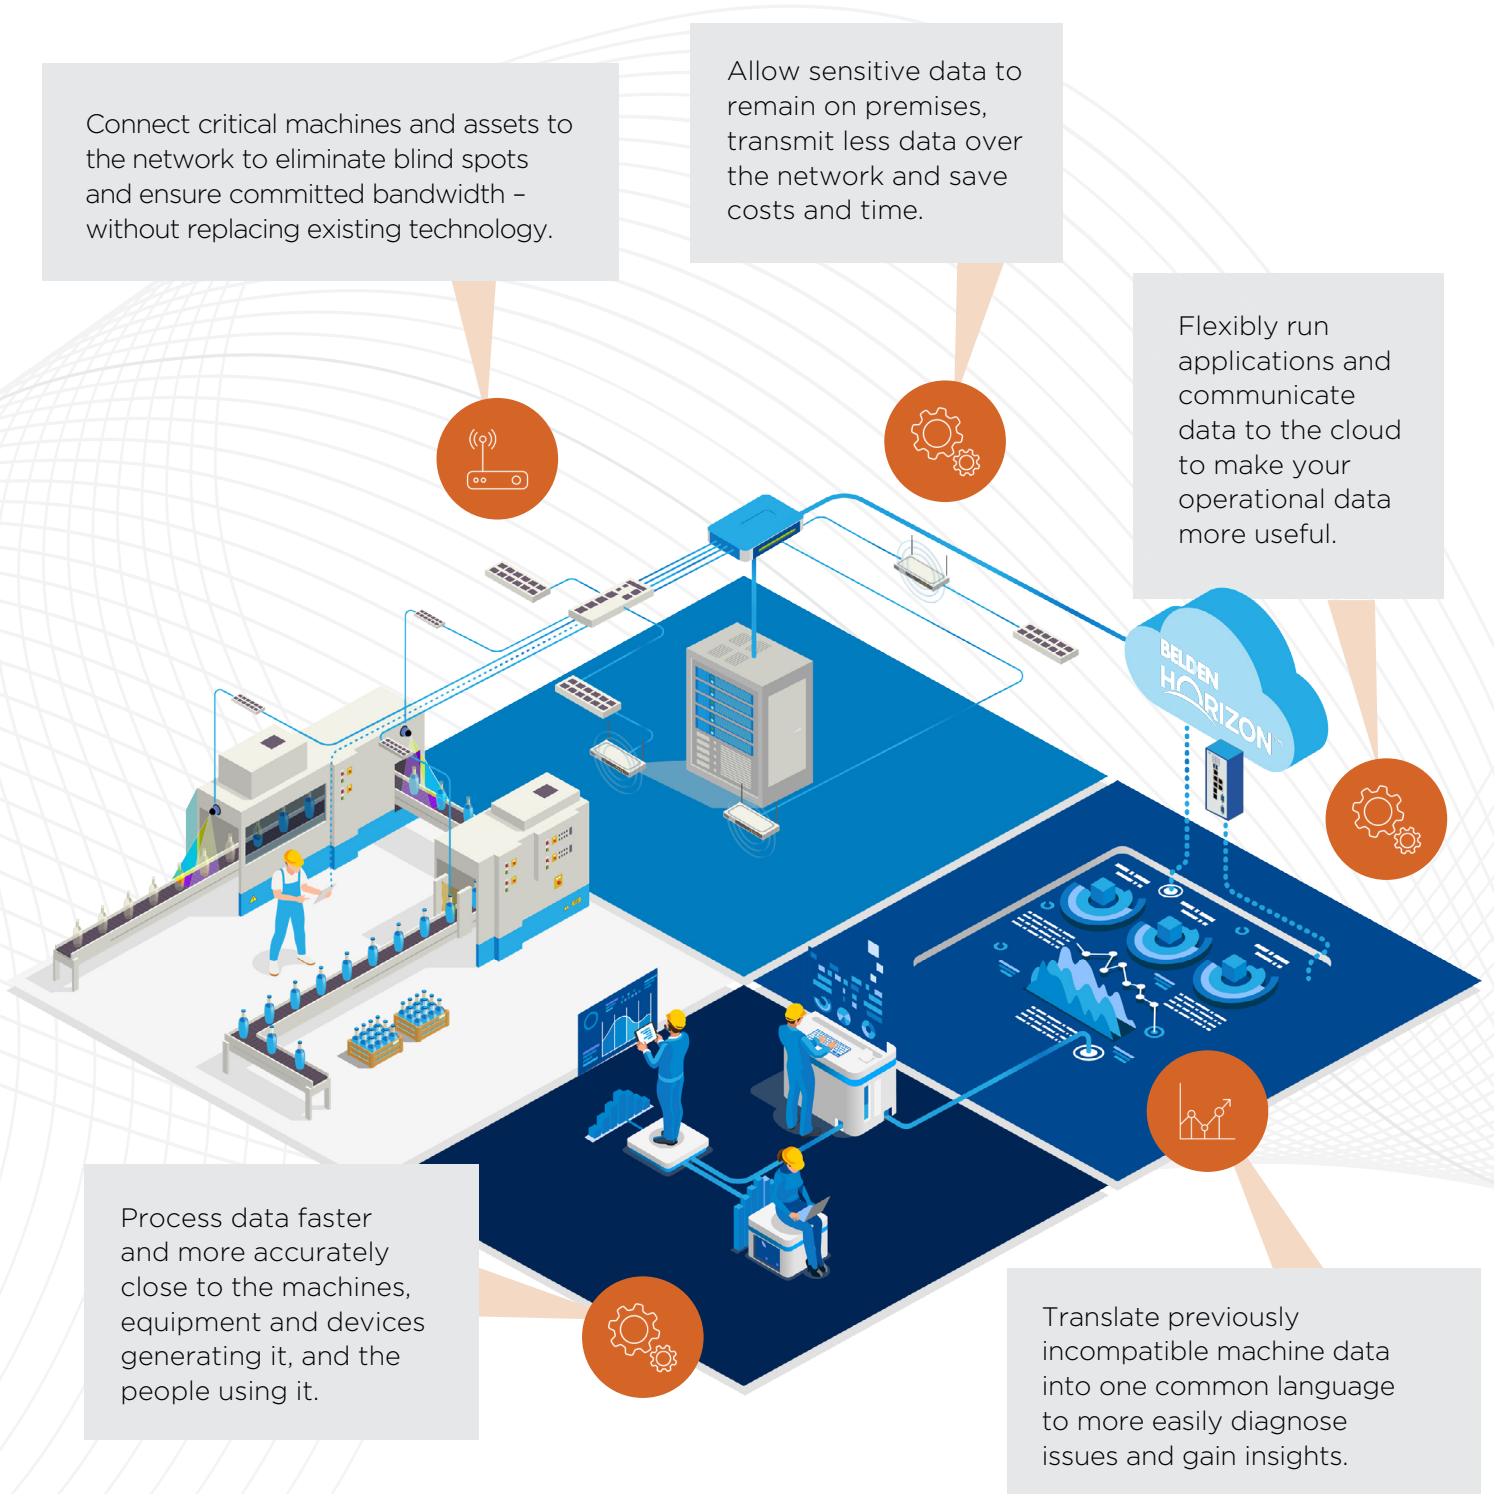 Connect critical machines and assets to
the network to eliminate blind spots
and ensure committed bandwidth –
without replacing existing technology.
Allow sensitive data to
remain on premises,
transmit less data over
the network and save
costs and time.
Flexibly run
applications and
communicate
data to the cloud
to make your
operational data
more useful.
BELDEN
HORIZON™
Process data faster
and more accurately
close to the machines,
equipment and devices
generating it, and the
people using it.
Translate previously
incompatible machine data
into one common language
to more easily diagnose
issues and gain insights.